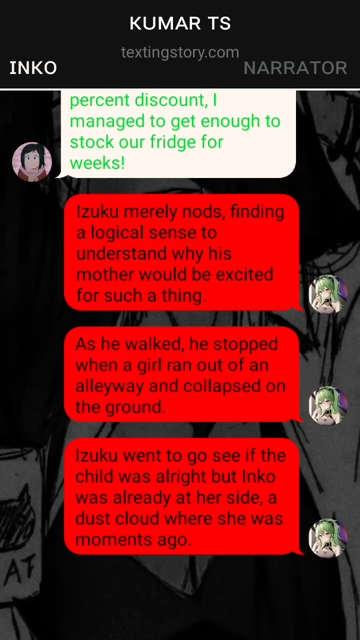 KUMAR TS
textingstory.com
INKO
NARRATOR
percent discount, I
managed to get enough to
stock our fridge for
weeks!
Izuku merely nods, finding
a logical sense to
understand why his
mother would be excited
for such a thing.
As he walked, he stopped
when a girl ran out of an
alleyway and collapsed on
the ground.
Izuku went to go see if the
child was alright but Inko
was already at her side, a
dust cloud where she was
moments ago.
AF